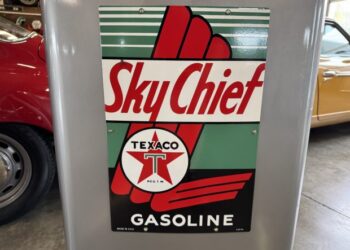 Sky Chief
TEXACO
T
GASOLINE